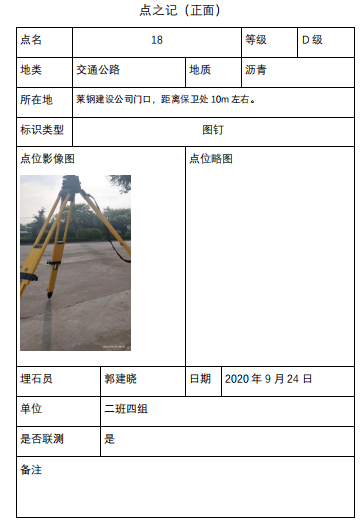 点之记（正面）
点名 18 等级 D 级
地类 交通公路 地质 沥青
所在地 莱钢建设公司门口，距离保卫处 10m 左右。
标识类型 图钉
点位影像图 点位略图
埋石员 郭建晓 日期 2020 年 9 月 24 日
单位 二班四组
是否联测 是
备注